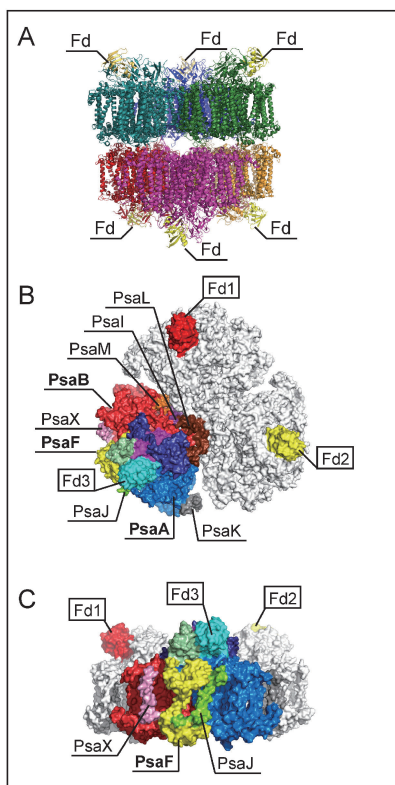 A
Fd
Fd
Fd
Fd
Fd
Fd
B
PsaL
Fd1
PsaI
PsaM
PsaB
PsaX
PsaF
Fd3
Fd2
PsaJ
PsaA
PsaK
C
Fd1
Fd3
Fd2
PsaX
PsaF
PsaJ